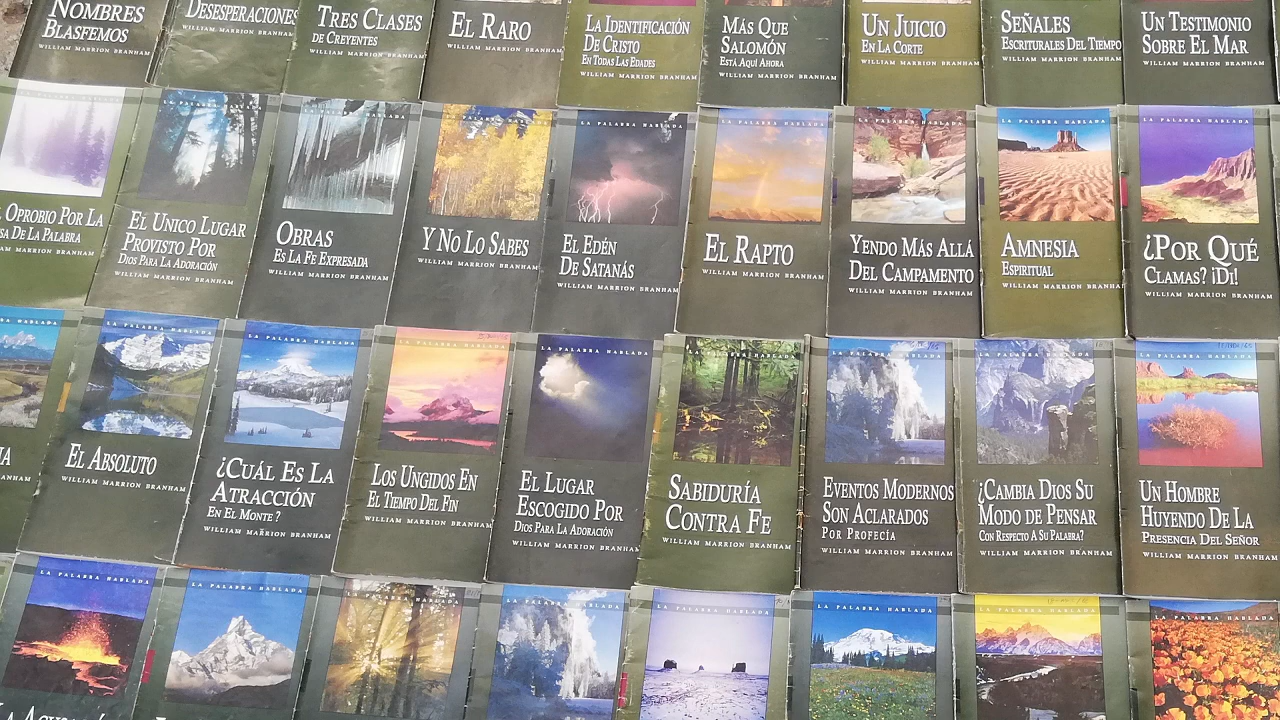 NOMBRES
BLASFEMOS
WILLIAM MARRION BRANHAM
DESESPERACIONES
WILLIAM MARRION BRANHAM
TRES CLASES
DE CREYENTES
WILLIAM MARRION BRANHAM
EL RARO
WILLIAM MARRION BRANHAM
LA IDENTIFICACIÓN
DE CRISTO
EN TODAS LAS EDADES
WILLIAM MARRION BRANHAM
MÁS QUE
SALOMÓN
ESTÁ AQUÍ AHORA
WILLIAM MARRION BRANHAM
UN JUICIO
EN LA CORTE
WILLIAM MARRION BRANHAM
SEÑALES
ESCRITURALES DEL TIEMPO
WILLIAM MARRION BRANHAM
UN TESTIMONIO
SOBRE EL MAR
WILLIAM MARRION BRANHAM
LA PALABRA HABLADA
OPROBIO POR LA
DE LA PALABRA
MARRION BRANHAM
LA PALABRA HABLADA
EL UNICO LUGAR
PROVISTO POR
DIOS PARA LA ADORACIÓN
WILLIAM MARRION BRANHAM
LA PALABRA HABLADA
OBRAS
ES LA FE EXPRESADA
WILLIAM MARRION BRANHAM
LA PALABRA HABLADA
Y NO LO SABES
WILLIAM MARRION BRANHAM
LA PALABRA HABLADA
EL EDÉN
DE SATANÁS
WILLIAM MARRION BRANHAM
LA PALABRA HABLADA
EL RAPTO
WILLIAM MARRION BRANHAM
LA PALABRA HABLADA
YENDO MÁS ALLÁ
DEL CAMPAMENTO
WILLIAM MARRION BRANHAM
LA PALABRA HABLADA
AMNESIA
ESPIRITUAL
WILLIAM MARRION BRANHAM
LA PALABRA HABLADA
¿POR QUÉ
CLAMAS? ¡DI!
WILLIAM MARRION BRANHAM
PALABRA HABLADA
BRANHAM
LA PALABRA HABLADA
EL ABSOLUTO
WILLIAM MARRION BRANHAM
LA PALABRA HABLADA
¿CUÁL ES LA
ATRACCIÓN
EN EL MONTE?
WILLIAM MARRION BRANHAM
LA PALABRA HABLADA
LOS UNGIDOS EN
EL TIEMPO DEL FIN
WILLIAM MARRION BRANHAM
LA PALABRA HABLADA
EL LUGAR
ESCOGIDO POR
DIOS PARA LA ADORACIÓN
WILLIAM MARRION BRANHAM
LA PALABRA HABLADA
SABIDURÍA
CONTRA FE
WILLIAM MARRION BRANHAM
LA PALABRA HABLADA
EVENTOS MODERNOS
SON ACLARADOS
POR PROFECÍA
WILLIAM MARRION BRANHAM
LA PALABRA HABLADA
¿CAMBIA DIOS SU
MODO DE PENSAR
CON RESPECTO A SU PALABRA?
WILLIAM MARRION BRANHAM
LA PALABRA HABLADA
UN HOMBRE
HUYENDO DE LA
PRESENCIA DEL SEÑOR
WILLIAM MARRION BRANHAM
LA PALABRA HABLADA
LA PALABRA HABLADA
LA PALABRA HABLADA
LA PALABRA HABLADA
LA PALABRA HABLADA
LA PALABRA HABLADA
LA PALABRA HABLADA
LA PALABRA HABLADA